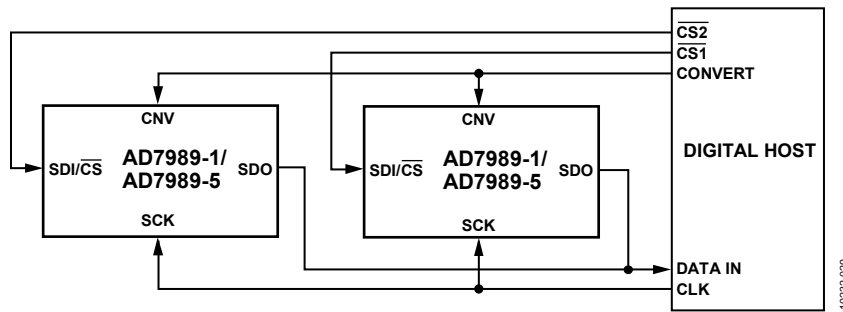 CS2
CS1
CONVERT
CNV
CNV
AD7989-1/
AD7989-5
SDI/CS
SDO
AD7989-1/
AD7989-5
SDI/CS
SDO
DIGITAL HOST
SCK
SCK
DATA IN
CLK